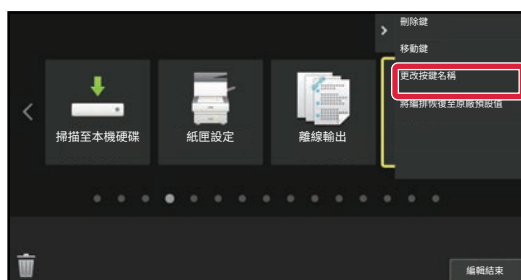 刪除鍵
移動鍵
更改按鍵名稱
將編排恢復至原廠預設值
掃描至本機硬碟
紙匣設定
離線輸出
編輯結束